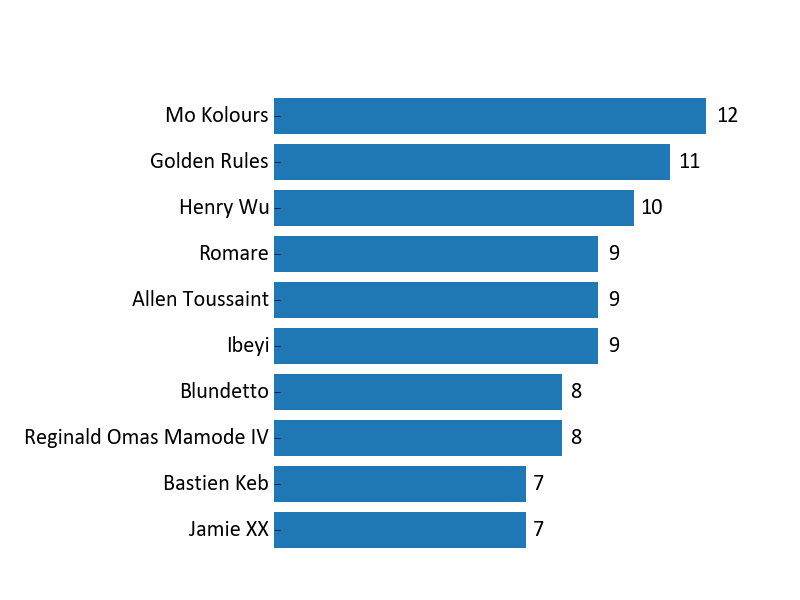 Mo Kolours 12
Golden Rules 11
Henry Wu 10
Romare 9
Allen Toussaint 9
Ibeyi 9
Blundetto 8
Reginald Omas Mamode IV 8
Bastien Keb 7
Jamie XX 7